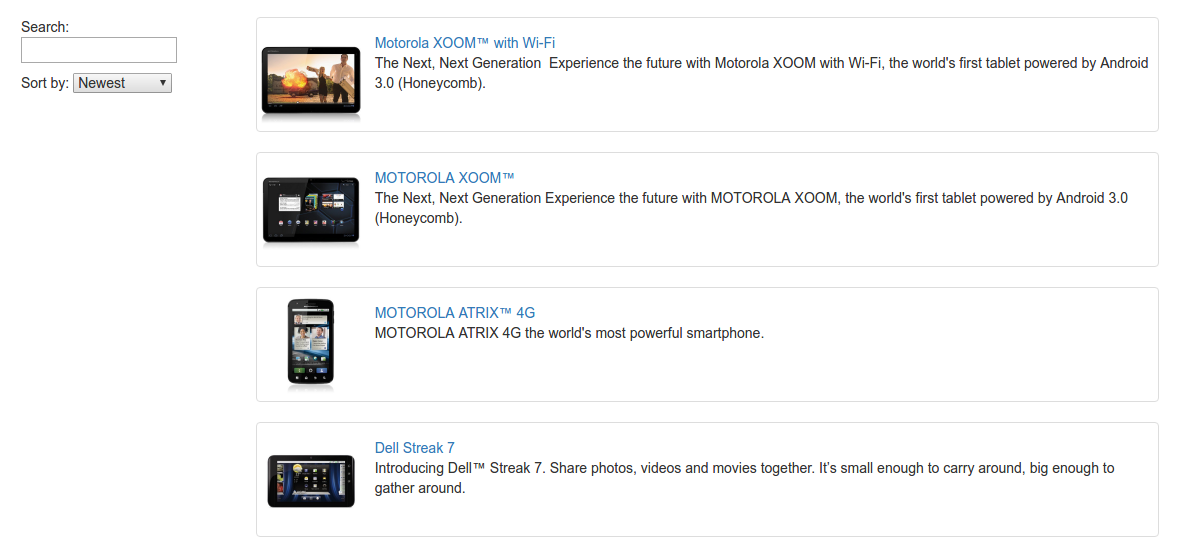 Search:
Sort by: Newest
Motorola XOOM™ with Wi-Fi
The Next, Next Generation  Experience the future with Motorola XOOM with Wi-Fi, the world's first tablet powered by Android
3.0 (Honeycomb).
MOTOROLA XOOM™
The Next, Next Generation Experience the future with MOTOROLA XOOM, the world's first tablet powered by Android 3.0
(Honeycomb).
MOTOROLA ATRIX™ 4G
MOTOROLA ATRIX 4G the world's most powerful smartphone.
Dell Streak 7
Introducing Dell™ Streak 7. Share photos, videos and movies together. It’s small enough to carry around, big enough to
gather around.